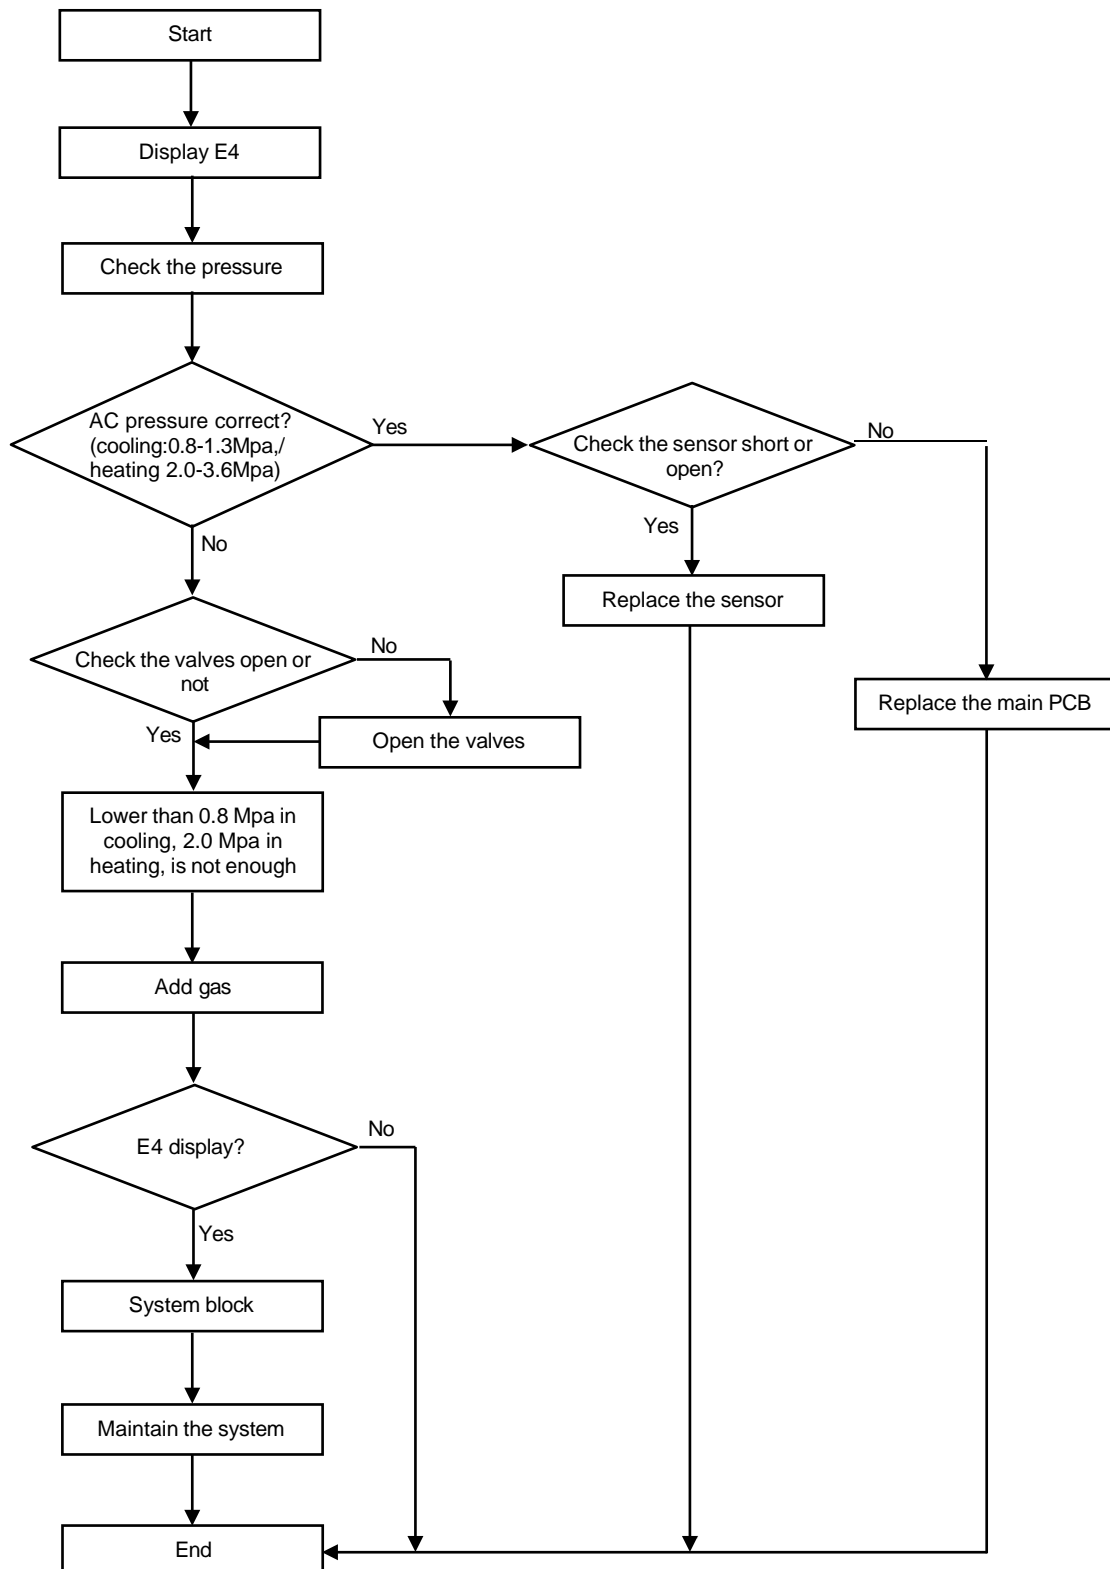 Start
Display E4
Check the pressure
AC pressure correct?
(cooling:0.8-1.3Mpa,/
heating 2.0-3.6Mpa)
Yes
Check the sensor short or
open?
No
No
Yes
Replace the sensor
Check the valves open or
not
No
Replace the main PCB
Yes
Open the valves
Lower than 0.8 Mpa in
cooling, 2.0 Mpa in
heating, is not enough
Add gas
E4 display?
No
Yes
System block
Maintain the system
End